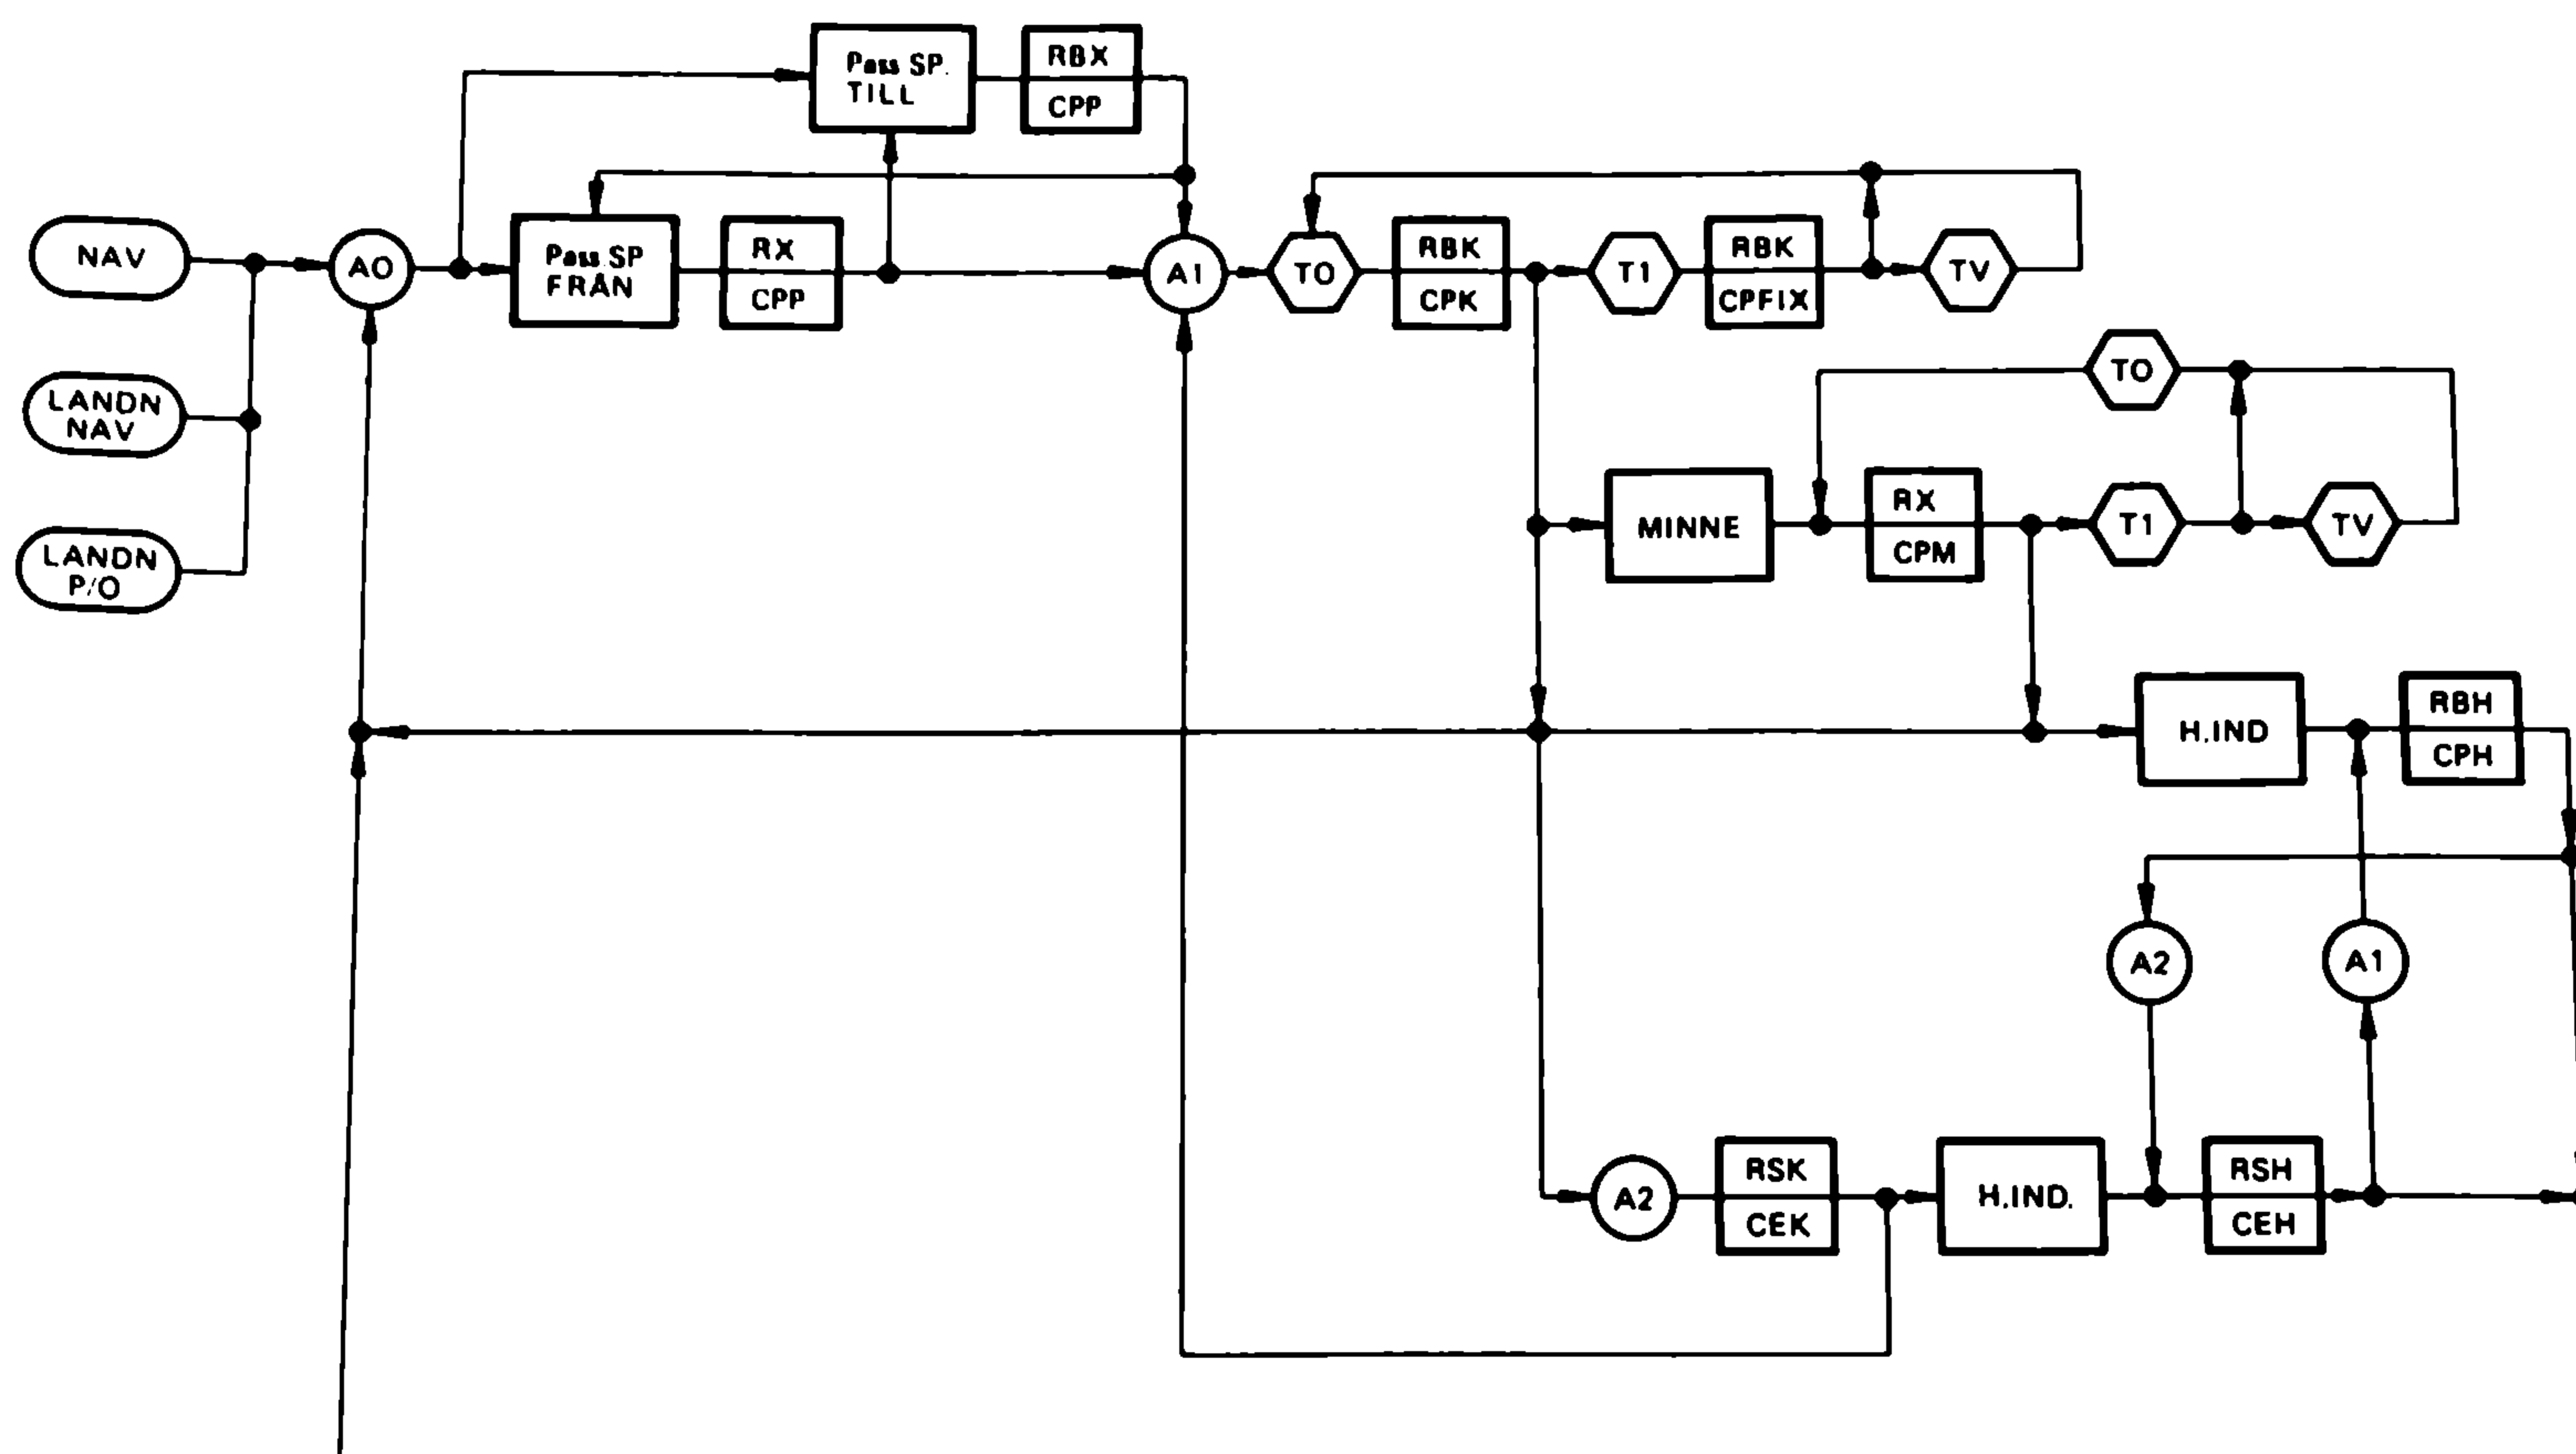 Pass SP.
TILL
RBX
CPP
NAV
A0
Pass SP
FRÅN
RX
CPP
A1
TO
RBK
CPK
T1
RBK
CPFIX
TV
LANDN
NAV
TO
LANDN
P/O
MINNE
RX
CPM
T1
TV
H.IND
RBH
CPH
A2
A1
A2
RSK
CEK
H.IND.
RSH
CEH